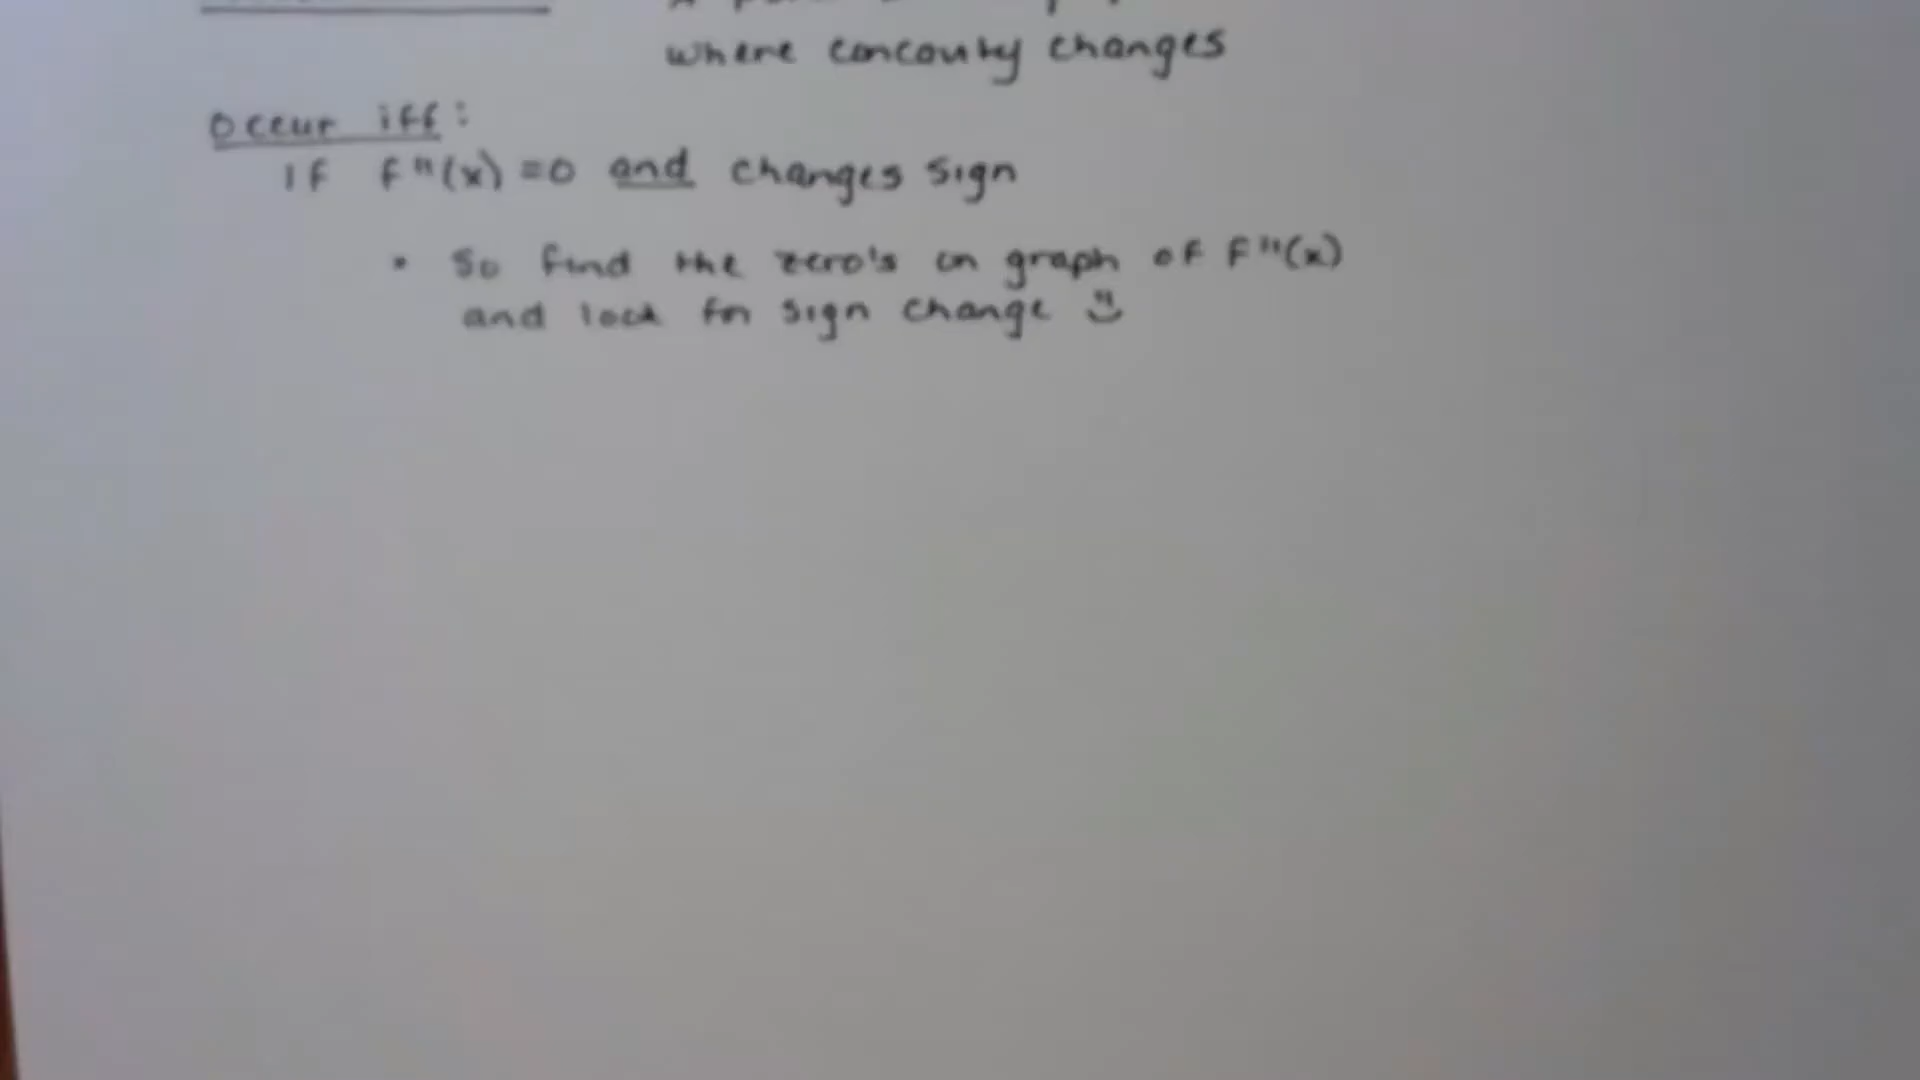 where concavity changes
Occur iff:
If f"(x) = 0 and changes sign
• So find the zero's on graph of f"(x)
and look for sign change